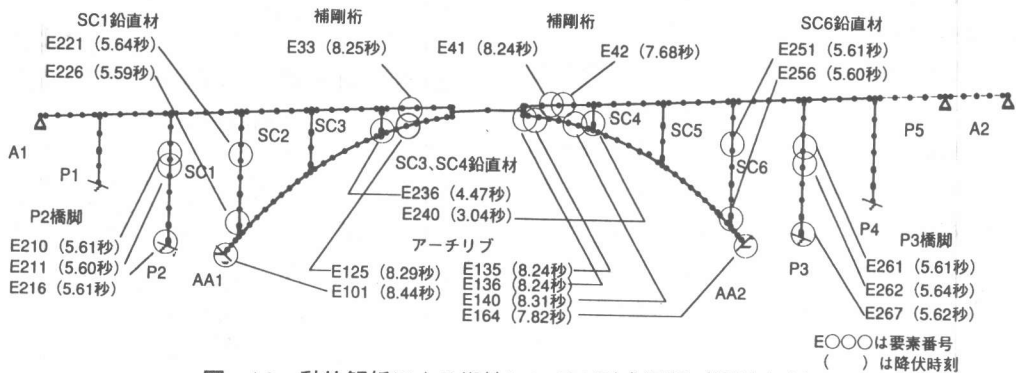 SC1鉛直材
E221 (5.64秒)
E226 (5.59秒)
補剛桁
E33 (8.25秒)
補剛桁
E41 (8.24秒)
E42 (7.68秒)
SC6鉛直材
E251 (5.61秒)
E256 (5.60秒)
A1
P1
SC1
SC2
SC3
SC4
SC5
SC6
P5
A2
P2橋脚
E210 (5.61秒)
E211 (5.60秒)
E216 (5.61秒)
P2
AA1
SC3、SC4鉛直材
E236 (4.47秒)
E240 (3.04秒)
アーチリブ
E125 (8.29秒)
E101 (8.44秒)
E135 (8.24秒)
E136 (8.24秒)
E140 (8.31秒)
E164 (7.82秒)
AA2
P3
P4
P3橋脚
E261 (5.61秒)
E262 (5.64秒)
E267 (5.62秒)
E○○○は要素番号
(　)は降伏時刻